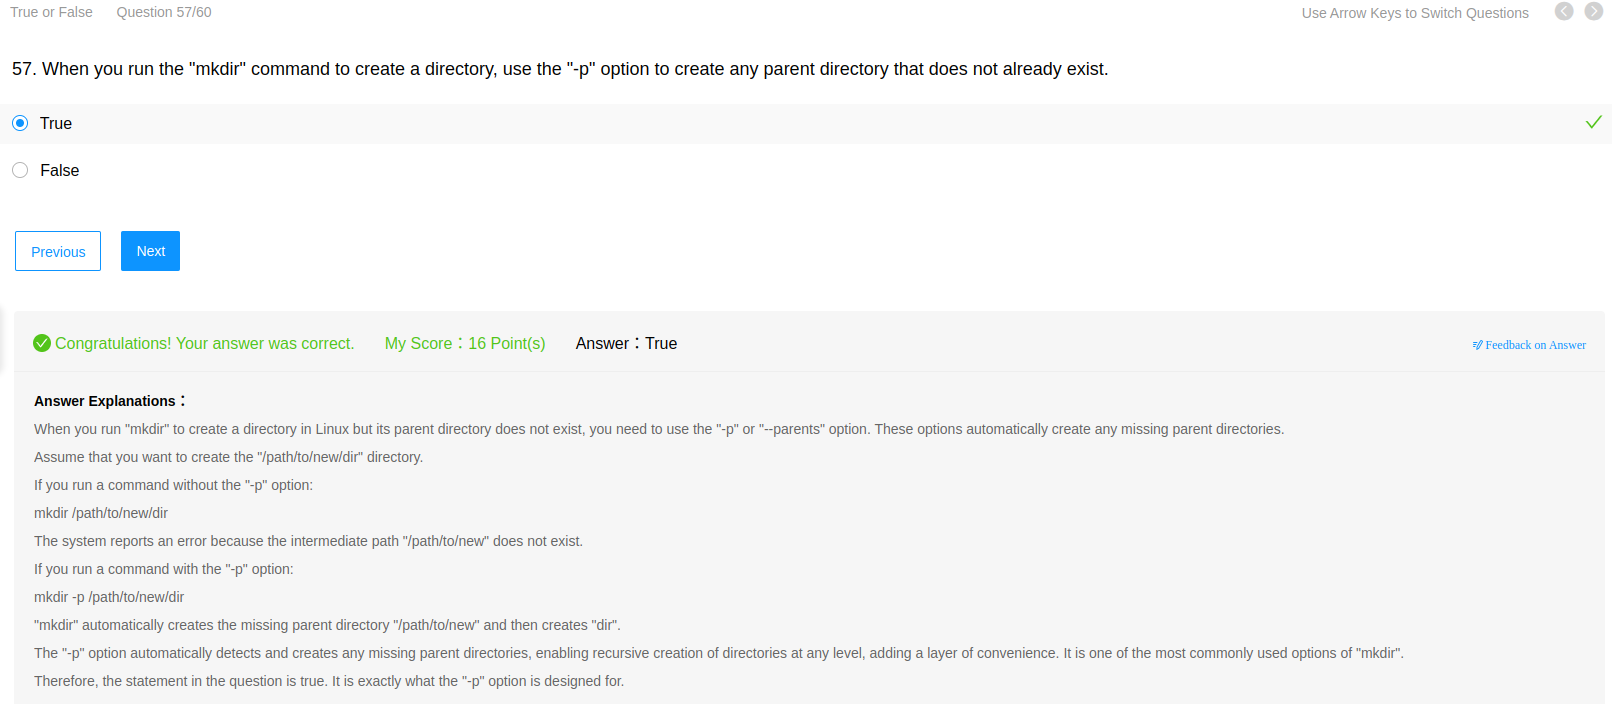 True or False Question 57/60 Use Arrow Keys to Switch Questions
57. When you run the "mkdir" command to create a directory, use the "-p" option to create any parent directory that does not already exist.
True
False
Previous Next
Congratulations! Your answer was correct. My Score：16 Point(s) Answer：True Feedback on Answer
Answer Explanations：
When you run "mkdir" to create a directory in Linux but its parent directory does not exist, you need to use the "-p" or "--parents" option. These options automatically create any missing parent directories.
Assume that you want to create the "/path/to/new/dir" directory.
If you run a command without the "-p" option:
mkdir /path/to/new/dir
The system reports an error because the intermediate path "/path/to/new" does not exist.
If you run a command with the "-p" option:
mkdir -p /path/to/new/dir
"mkdir" automatically creates the missing parent directory "/path/to/new" and then creates "dir".
The "-p" option automatically detects and creates any missing parent directories, enabling recursive creation of directories at any level, adding a layer of convenience. It is one of the most commonly used options of "mkdir".
Therefore, the statement in the question is true. It is exactly what the "-p" option is designed for.